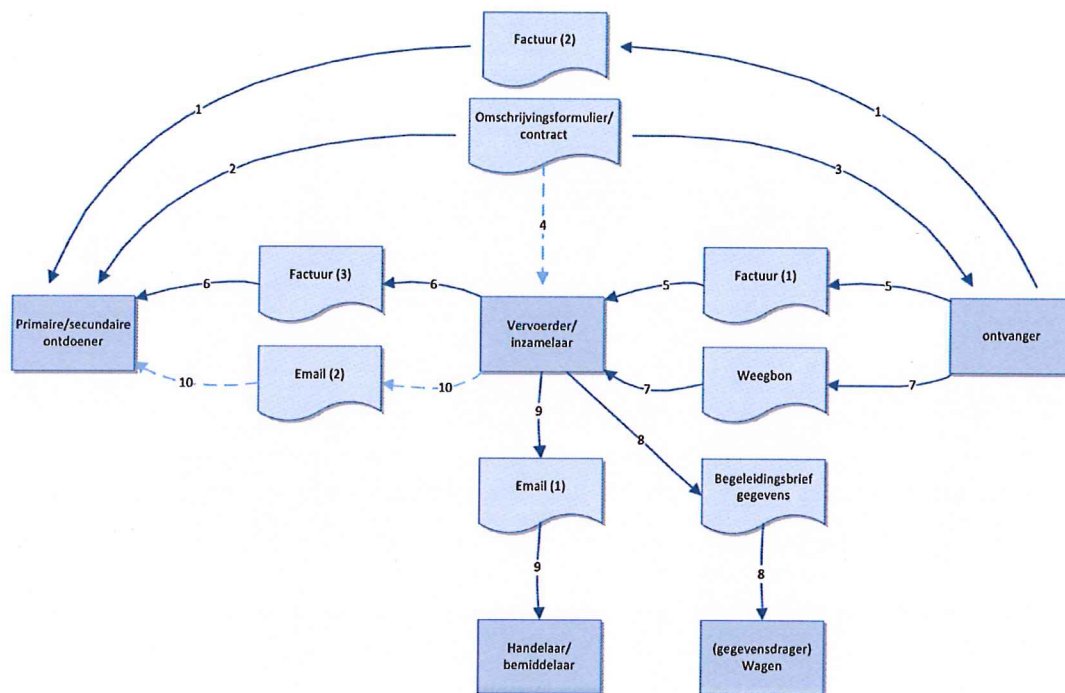 Factuur (2)
1
1
Omschrijvingsformulier/
contract
2
3
4
Factuur (3)
6
6
Factuur (1)
5
5
Primaire/secundaire
ontdoener
Vervoerder/
inzamelaar
ontvanger
Email (2)
10
10
Weegbon
7
7
9
8
Email (1)
Begeleidingsbrief
gegevens
9
8
Handelaar/
bemiddelaar
(gegevensdrager)
Wagen